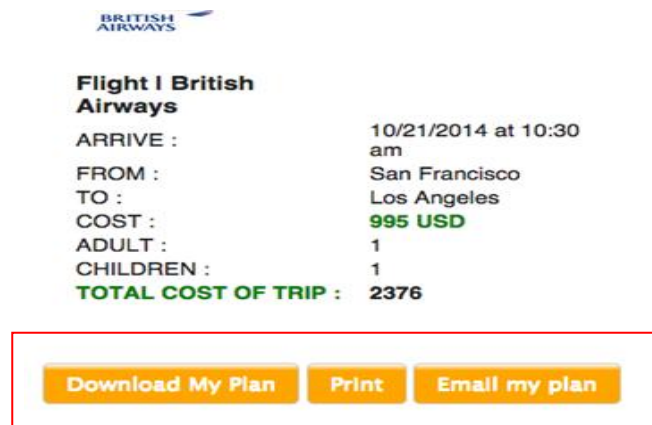 BRITISH
AIRWAYS
Flight I British
Airways
ARRIVE : 10/21/2014 at 10:30
am
FROM : San Francisco
TO : Los Angeles
COST : 995 USD
ADULT : 1
CHILDREN : 1
TOTAL COST OF TRIP : 2376
Download My Plan Print Email my plan